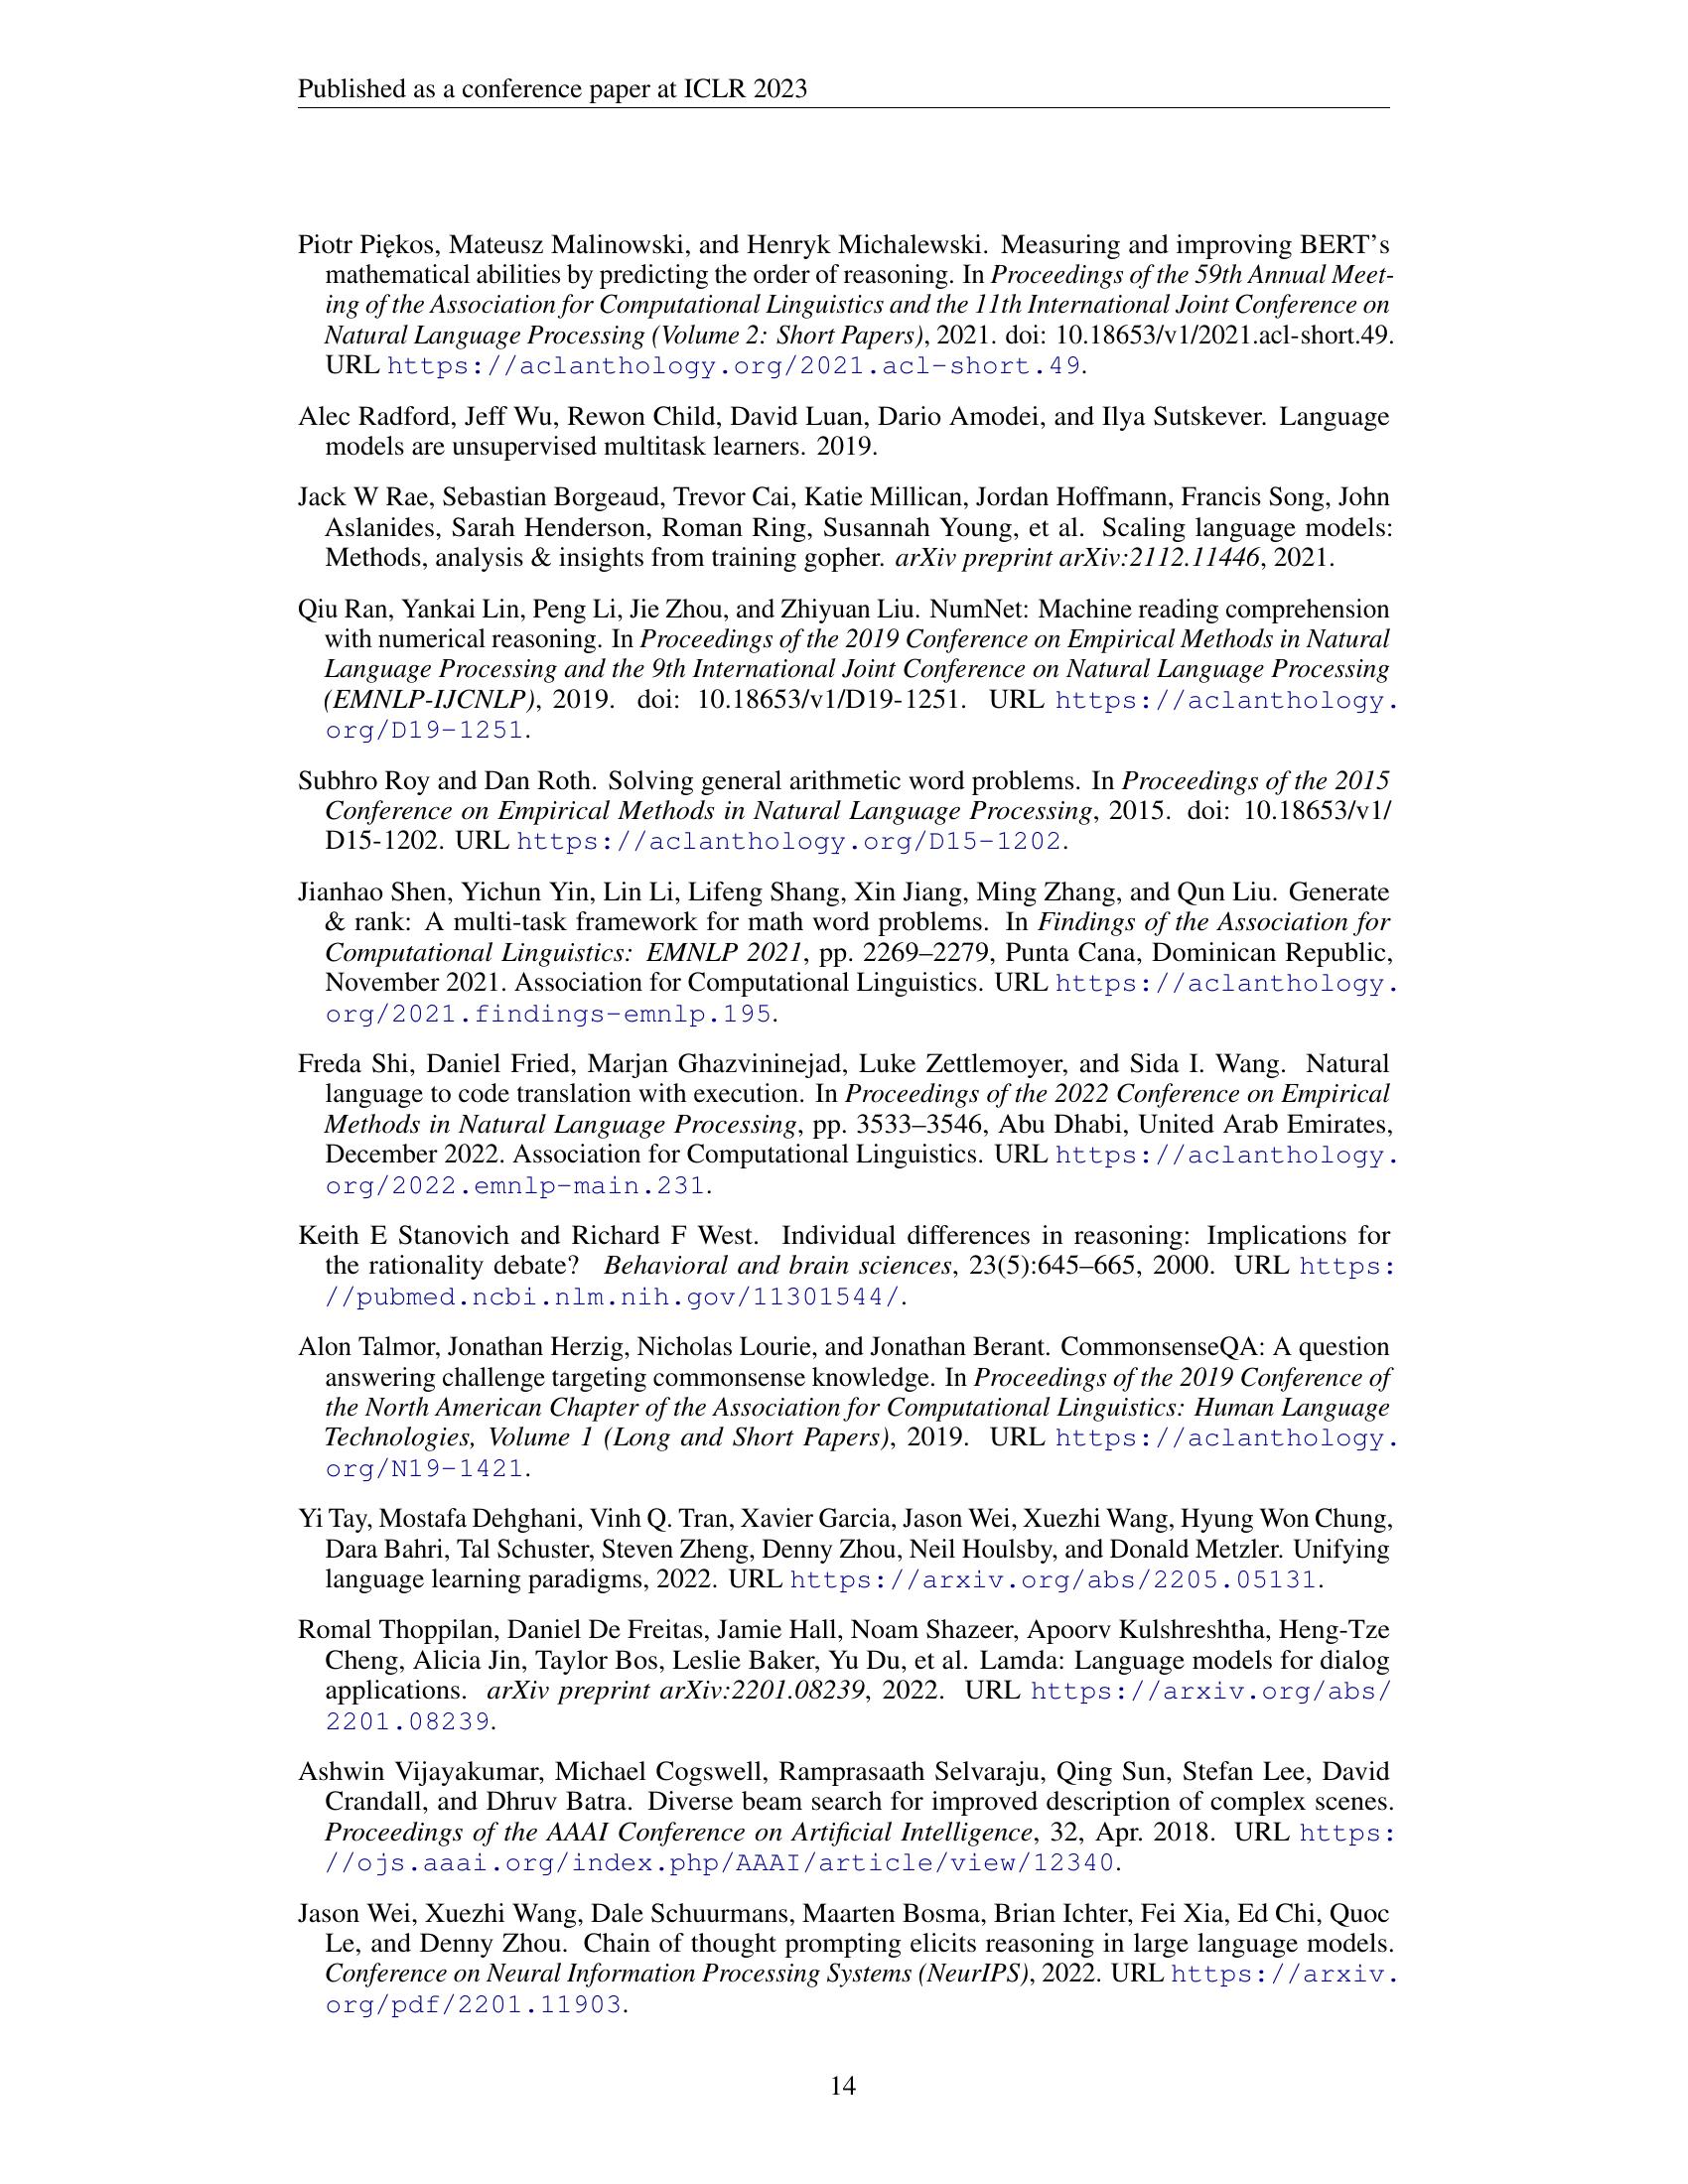 Published as a conference paper at ICLR 2023
Piotr Piękos, Mateusz Malinowski, and Henryk Michalewski. Measuring and improving BERT's
mathematical abilities by predicting the order of reasoning. In Proceedings of the 59th Annual Meet-
ing of the Association for Computational Linguistics and the 11th International Joint Conference on
Natural Language Processing (Volume 2: Short Papers), 2021. doi: 10.18653/v1/2021.acl-short.49.
URL https://aclanthology.org/2021.acl-short.49.
Alec Radford, Jeff Wu, Rewon Child, David Luan, Dario Amodei, and Ilya Sutskever. Language
models are unsupervised multitask learners. 2019.
Jack W Rae, Sebastian Borgeaud, Trevor Cai, Katie Millican, Jordan Hoffmann, Francis Song, John
Aslanides, Sarah Henderson, Roman Ring, Susannah Young, et al. Scaling language models:
Methods, analysis & insights from training gopher. arXiv preprint arXiv:2112.11446, 2021.
Qiu Ran, Yankai Lin, Peng Li, Jie Zhou, and Zhiyuan Liu. NumNet: Machine reading comprehension
with numerical reasoning. In Proceedings of the 2019 Conference on Empirical Methods in Natural
Language Processing and the 9th International Joint Conference on Natural Language Processing
(EMNLP-IJCNLP), 2019. doi: 10.18653/v1/D19-1251. URL https://aclanthology.
org/D19-1251.
Subhro Roy and Dan Roth. Solving general arithmetic word problems. In Proceedings of the 2015
Conference on Empirical Methods in Natural Language Processing, 2015. doi: 10.18653/v1/
D15-1202. URL https://aclanthology.org/D15-1202.
Jianhao Shen, Yichun Yin, Lin Li, Lifeng Shang, Xin Jiang, Ming Zhang, and Qun Liu. Generate
& rank: A multi-task framework for math word problems. In Findings of the Association for
Computational Linguistics: EMNLP 2021, pp. 2269–2279, Punta Cana, Dominican Republic,
November 2021. Association for Computational Linguistics. URL https://aclanthology.
org/2021.findings-emnlp.195.
Freda Shi, Daniel Fried, Marjan Ghazvininejad, Luke Zettlemoyer, and Sida I. Wang. Natural
language to code translation with execution. In Proceedings of the 2022 Conference on Empirical
Methods in Natural Language Processing, pp. 3533–3546, Abu Dhabi, United Arab Emirates,
December 2022. Association for Computational Linguistics. URL https://aclanthology.
org/2022.emnlp-main.231.
Keith E Stanovich and Richard F West. Individual differences in reasoning: Implications for
the rationality debate? Behavioral and brain sciences, 23(5):645–665, 2000. URL https:
//pubmed.ncbi.nlm.nih.gov/11301544/.
Alon Talmor, Jonathan Herzig, Nicholas Lourie, and Jonathan Berant. CommonsenseQA: A question
answering challenge targeting commonsense knowledge. In Proceedings of the 2019 Conference of
the North American Chapter of the Association for Computational Linguistics: Human Language
Technologies, Volume 1 (Long and Short Papers), 2019. URL https://aclanthology.
org/N19-1421.
Yi Tay, Mostafa Dehghani, Vinh Q. Tran, Xavier Garcia, Jason Wei, Xuezhi Wang, Hyung Won Chung,
Dara Bahri, Tal Schuster, Steven Zheng, Denny Zhou, Neil Houlsby, and Donald Metzler. Unifying
language learning paradigms, 2022. URL https://arxiv.org/abs/2205.05131.
Romal Thoppilan, Daniel De Freitas, Jamie Hall, Noam Shazeer, Apoorv Kulshreshtha, Heng-Tze
Cheng, Alicia Jin, Taylor Bos, Leslie Baker, Yu Du, et al. Lamda: Language models for dialog
applications. arXiv preprint arXiv:2201.08239, 2022. URL https://arxiv.org/abs/
2201.08239.
Ashwin Vijayakumar, Michael Cogswell, Ramprasaath Selvaraju, Qing Sun, Stefan Lee, David
Crandall, and Dhruv Batra. Diverse beam search for improved description of complex scenes.
Proceedings of the AAAI Conference on Artificial Intelligence, 32, Apr. 2018. URL https:
//ojs.aaai.org/index.php/AAAI/article/view/12340.
Jason Wei, Xuezhi Wang, Dale Schuurmans, Maarten Bosma, Brian Ichter, Fei Xia, Ed Chi, Quoc
Le, and Denny Zhou. Chain of thought prompting elicits reasoning in large language models.
Conference on Neural Information Processing Systems (NeurIPS), 2022. URL https://arxiv.
org/pdf/2201.11903.
14